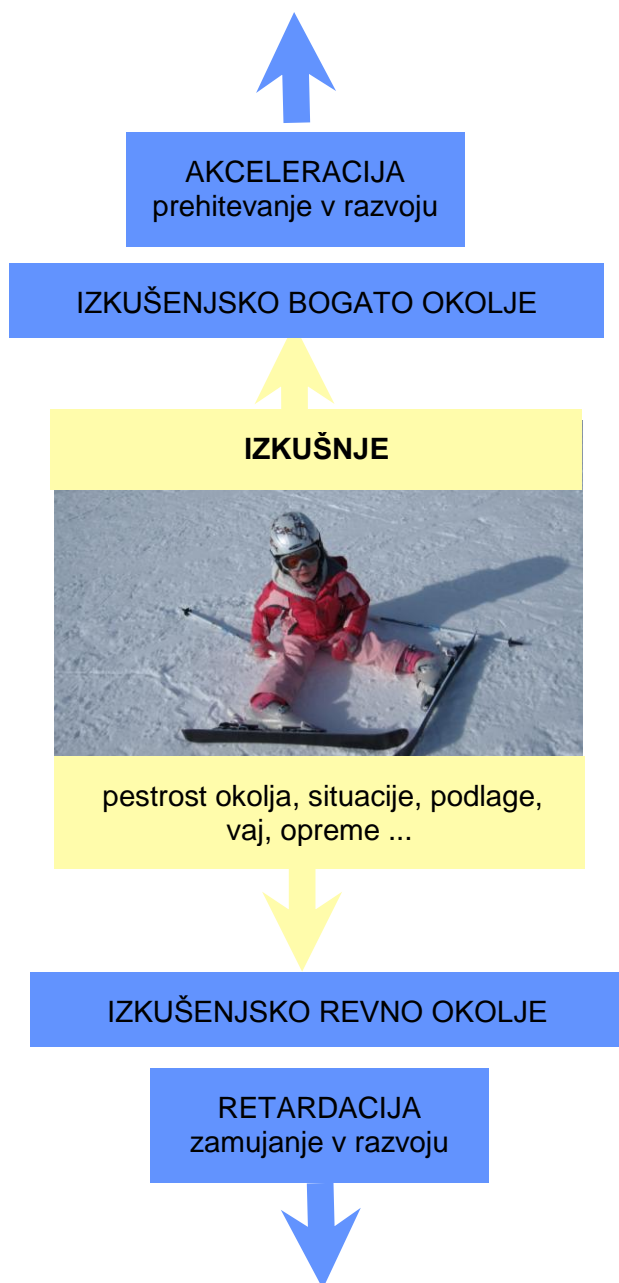 AKCELERACIJA
prehitevanje v razvoju
IZKUŠENJSKO BOGATO OKOLJE
IZKUŠNJE
pestrost okolja, situacije, podlage,
vaj, opreme ...
IZKUŠENJSKO REVNO OKOLJE
RETARDACIJA
zamujanje v razvoju